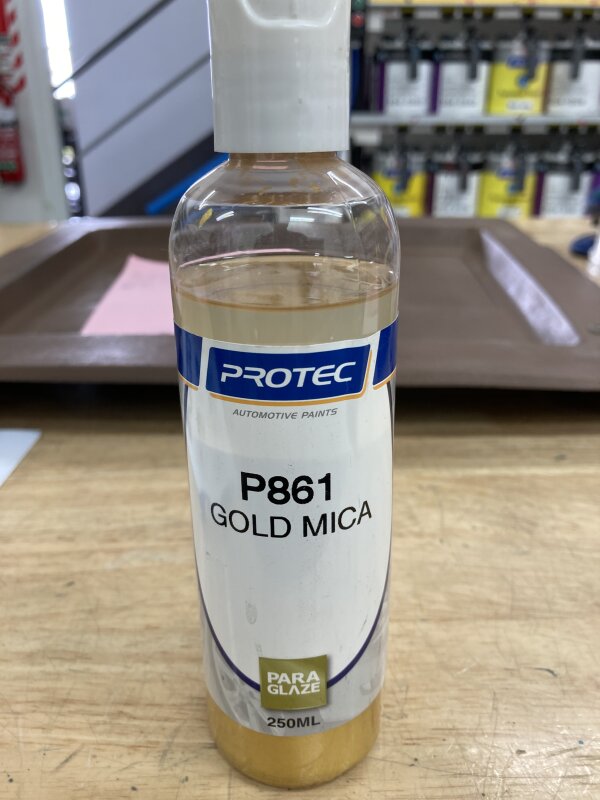 PROTEC
AUTOMOTIVE PAINTS
P861
GOLD MICA
PARA
GLAZE
250ML